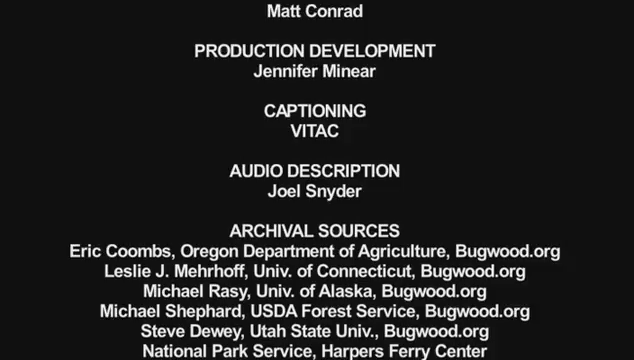 Matt Conrad
PRODUCTION DEVELOPMENT
Jennifer Minear
CAPTIONING
VITAC
AUDIO DESCRIPTION
Joel Snyder
ARCHIVAL SOURCES
Eric Coombs, Oregon Department of Agriculture, Bugwood.org
Leslie J. Mehrhoff, Univ. of Connecticut, Bugwood.org
Michael Rasy, Univ. of Alaska, Bugwood.org
Michael Shephard, USDA Forest Service, Bugwood.org
Steve Dewey, Utah State Univ., Bugwood.org
National Park Service, Harpers Ferry Center